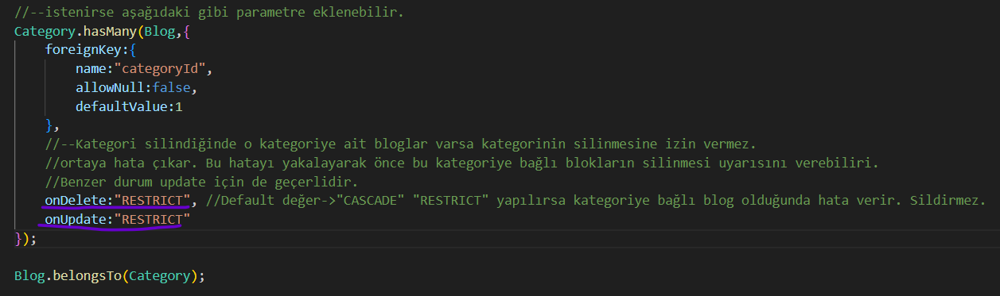 //--istenirse aşağıdaki gibi parametre eklenebilir.
Category.hasMany(Blog,{
    foreignKey:{
        name:"categoryId",
        allowNull:false,
        defaultValue:1
    },
    //--Kategori silindiğinde o kategoriye ait bloglar varsa kategorinin silinmesine izin vermez.
    //ortaya hata çıkar. Bu hatayı yakalayarak önce bu kategoriye bağlı blokların silinmesi uyarısını verebiliri.
    //Benzer durum update için de geçerlidir.
    onDelete:"RESTRICT", //Default değer->"CASCADE" "RESTRICT" yapılırsa kategoriye bağlı blog olduğunda hata verir. Sildirmez.
    onUpdate:"RESTRICT"
});
Blog.belongsTo(Category);